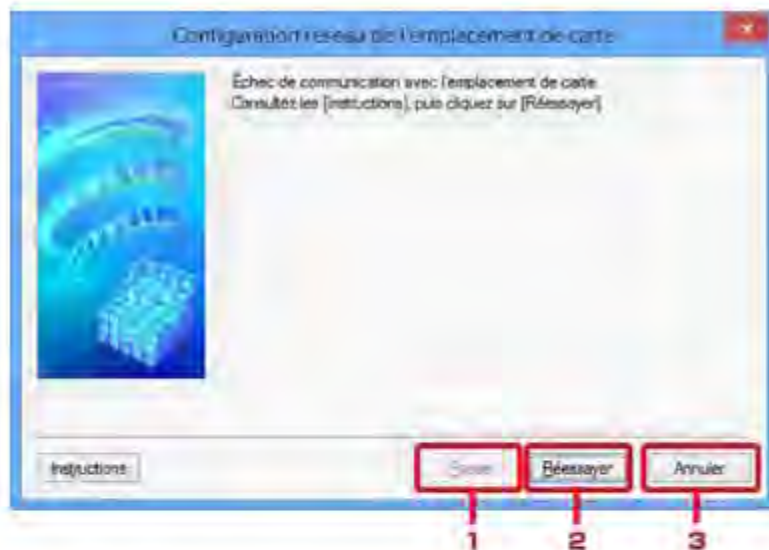 Configuration réseau de l'emplacement de carte
Échec de communication avec l'emplacement de carte.
Consultez les [Instructions], puis cliquez sur [Réessayer].
Instructions
Réessayer
Annuler
1
2
3